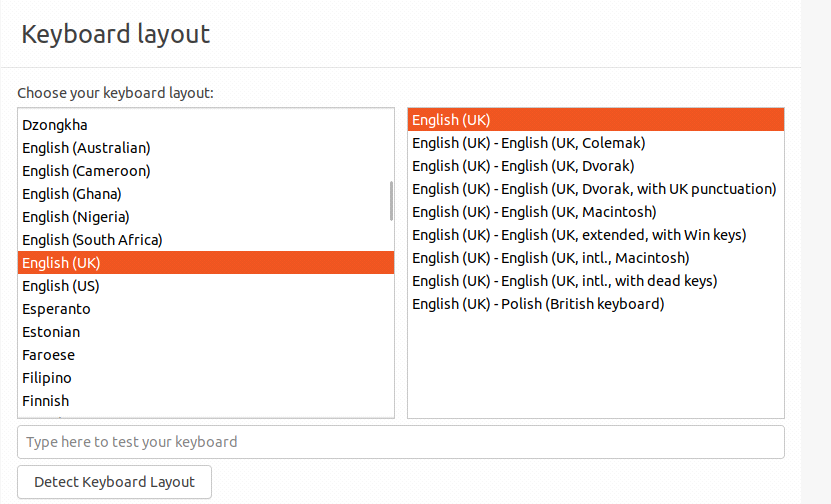 Keyboard layout
Choose your keyboard layout:
Dzongkha
English (Australian)
English (Cameroon)
English (Ghana)
English (Nigeria)
English (South Africa)
English (UK)
English (US)
Esperanto
Estonian
Faroese
Filipino
Finnish
English (UK)
English (UK) - English (UK, Colemak)
English (UK) - English (UK, Dvorak)
English (UK) - English (UK, Dvorak, with UK punctuation)
English (UK) - English (UK, Macintosh)
English (UK) - English (UK, extended, with Win keys)
English (UK) - English (UK, intl., Macintosh)
English (UK) - English (UK, intl., with dead keys)
English (UK) - Polish (British keyboard)
Type here to test your keyboard
Detect Keyboard Layout